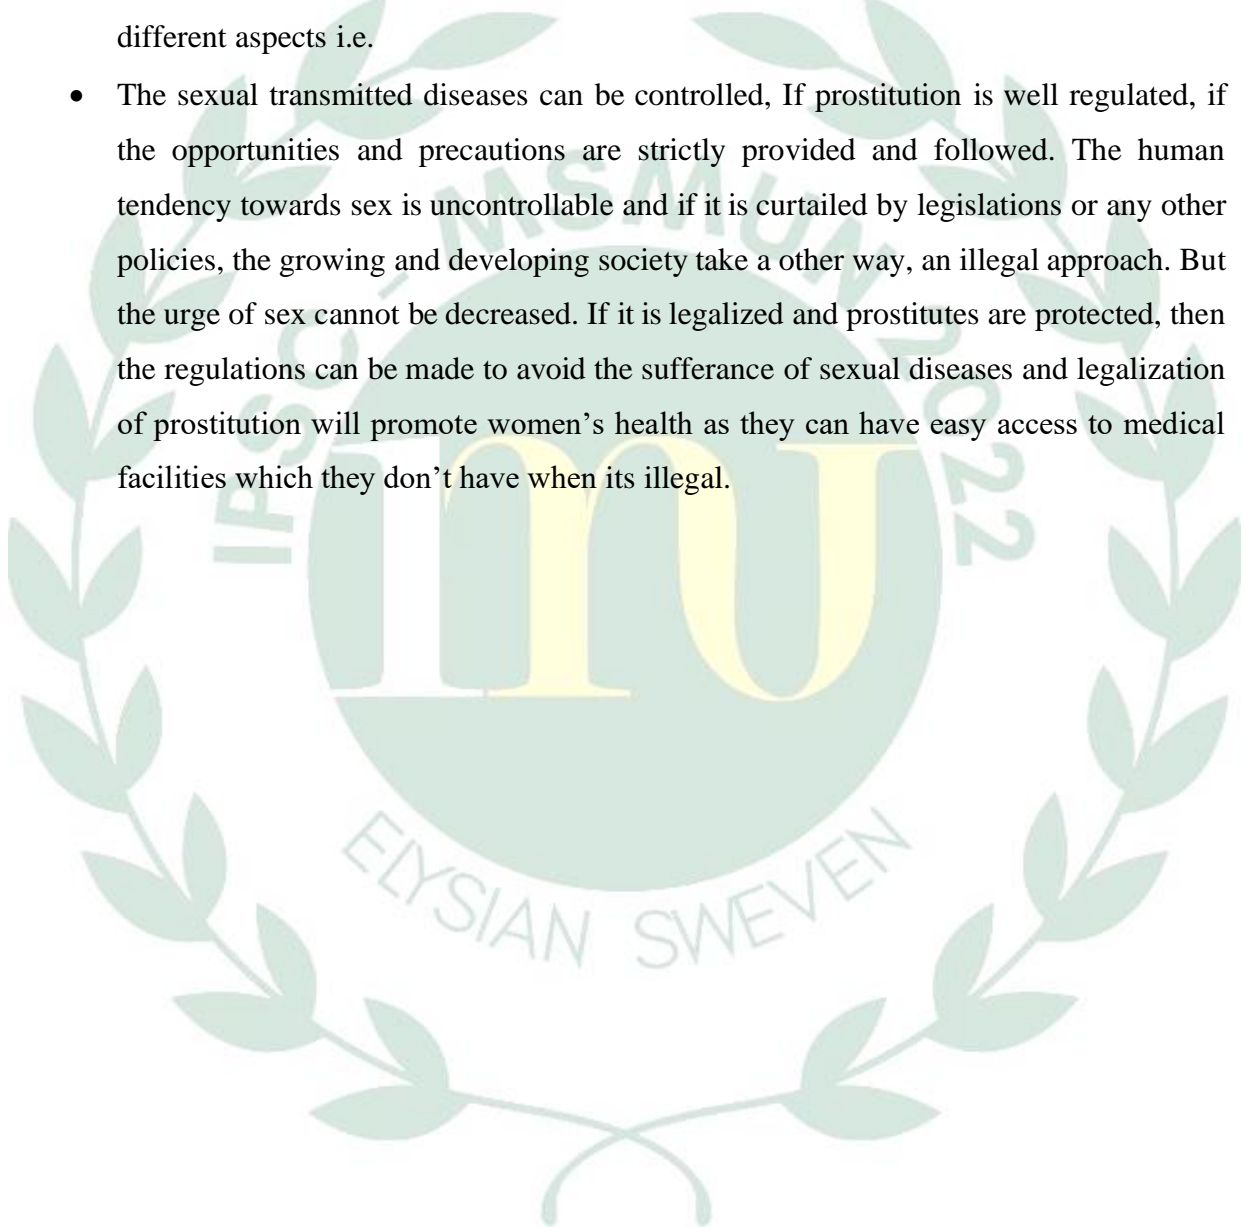 different aspects i.e.
• The sexual transmitted diseases can be controlled, If prostitution is well regulated, if
the opportunities and precautions are strictly provided and followed. The human
tendency towards sex is uncontrollable and if it is curtailed by legislations or any other
policies, the growing and developing society take a other way, an illegal approach. But
the urge of sex cannot be decreased. If it is legalized and prostitutes are protected, then
the regulations can be made to avoid the sufferance of sexual diseases and legalization
of prostitution will promote women’s health as they can have easy access to medical
facilities which they don’t have when its illegal.
IPSC - MSMUN 2022
mu
ELYSIAN SWEVEN